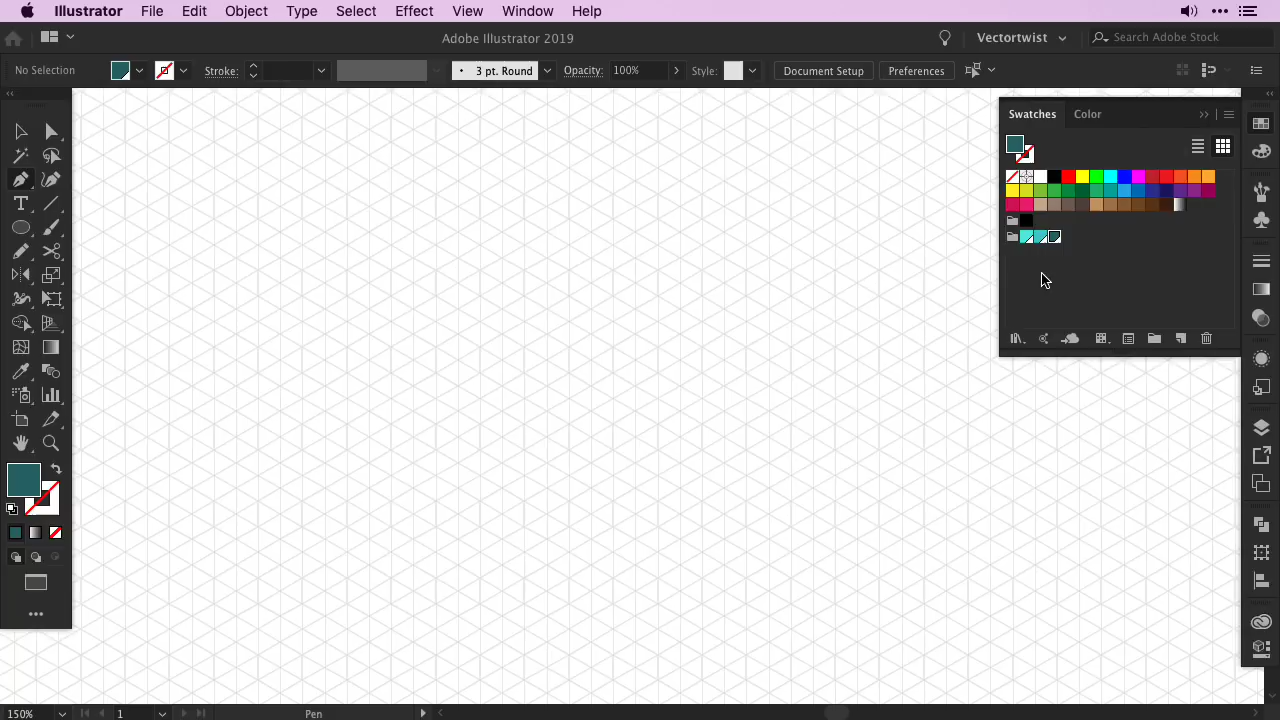 Illustrator File Edit Object Type Select Effect View Window Help
Adobe Illustrator 2019
Vectortwist
Search Adobe Stock
No Selection
Stroke:
3 pt. Round
Opacity: 100%
Style:
Document Setup
Preferences
Swatches
Color
150%
1
Pen